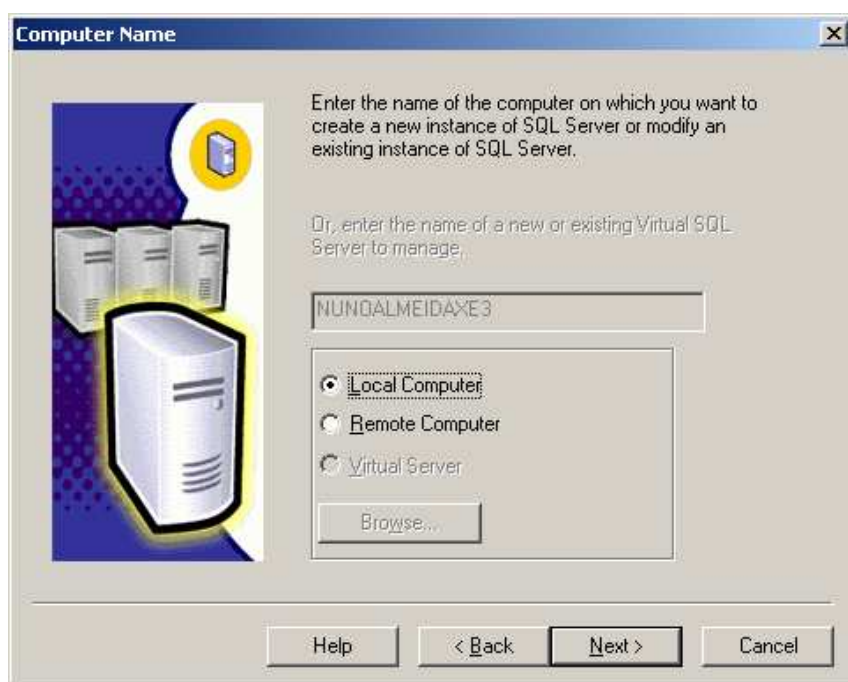 Computer Name
Enter the name of the computer on which you want to
create a new instance of SQL Server or modify an
existing instance of SQL Server.
Or, enter the name of a new or existing Virtual SQL
Server to manage.
NUNOALMEIDAXE3
Local Computer
Remote Computer
Virtual Server
Browse...
Help
< Back
Next >
Cancel